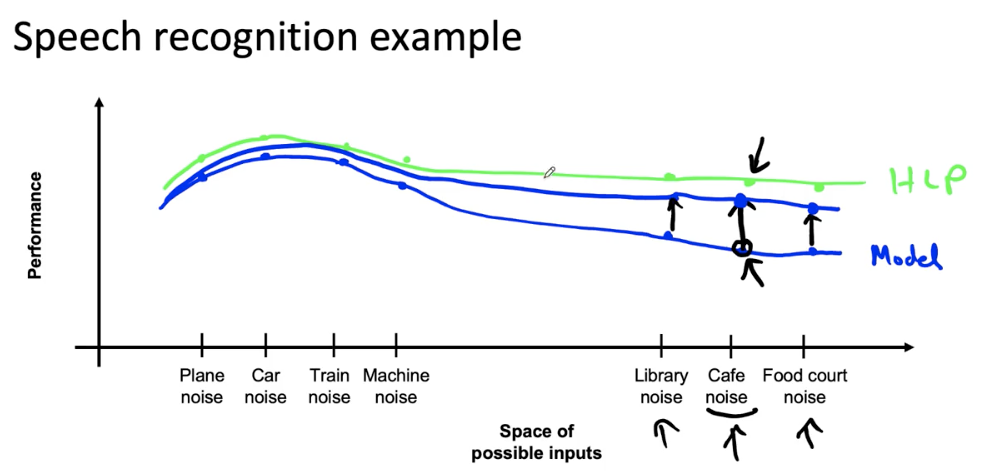 Speech recognition example
Performance
HLP
Model
Plane noise
Car noise
Train noise
Machine noise
Library noise
Cafe noise
Food court noise
Space of
possible inputs